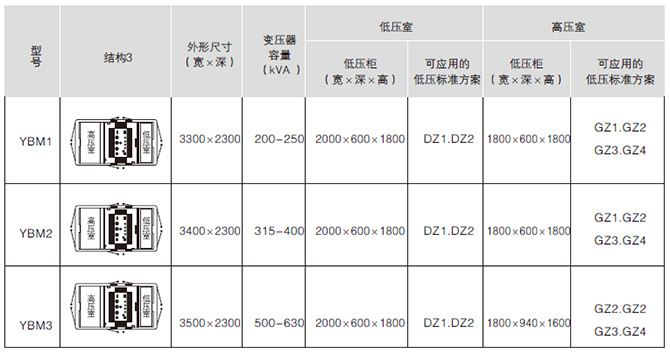 型号 结构3 外形尺寸（宽×深） 变压器容量（kVA） 低压室 高压室
低压柜（宽×深×高） 可应用的低压标准方案 低压柜（宽×深×高） 可应用的低压标准方案
YBM1 高压室 低压室 3300×2300 200-250 2000×600×1800 DZ1.DZ2 1800×600×1800 GZ1.GZ2
GZ3.GZ4
YBM2 高压室 低压室 3400×2300 315-400 2000×600×1800 DZ1.DZ2 1800×600×1800 GZ1.GZ2
GZ3.GZ4
YBM3 高压室 低压室 3500×2300 500-630 2000×600×1800 DZ1.DZ2 1800×940×1600 GZ2.GZ2
GZ3.GZ4